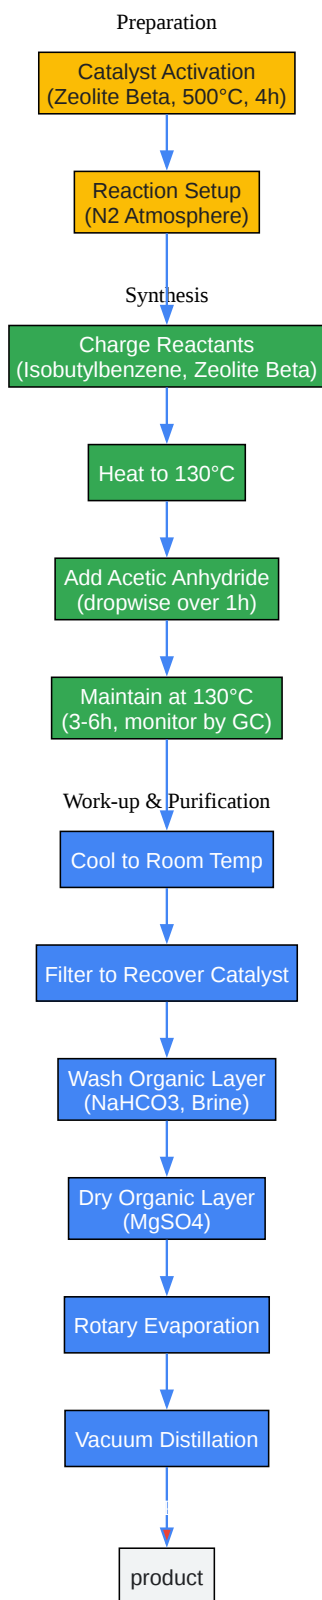 Preparation
Catalyst Activation
(Zeolite Beta, 500°C, 4h)
Reaction Setup
(N2 Atmosphere)
Synthesis
Charge Reactants
(Isobutylbenzene, Zeolite Beta)
Heat to 130°C
Add Acetic Anhydride
(dropwise over 1h)
Maintain at 130°C
(3-6h, monitor by GC)
Work-up & Purification
Cool to Room Temp
Filter to Recover Catalyst
Wash Organic Layer
(NaHCO3, Brine)
Dry Organic Layer
(MgSO4)
Rotary Evaporation
Vacuum Distillation
product